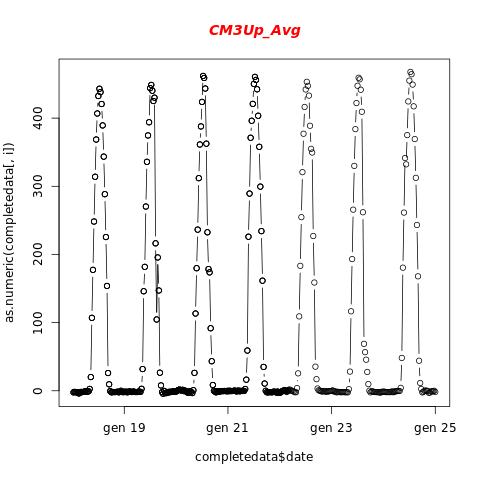 CM3Up_Avg
as.numeric(completedata[, i])
400
300
200
100
0
gen 19
gen 21
gen 23
gen 25
completedata$date